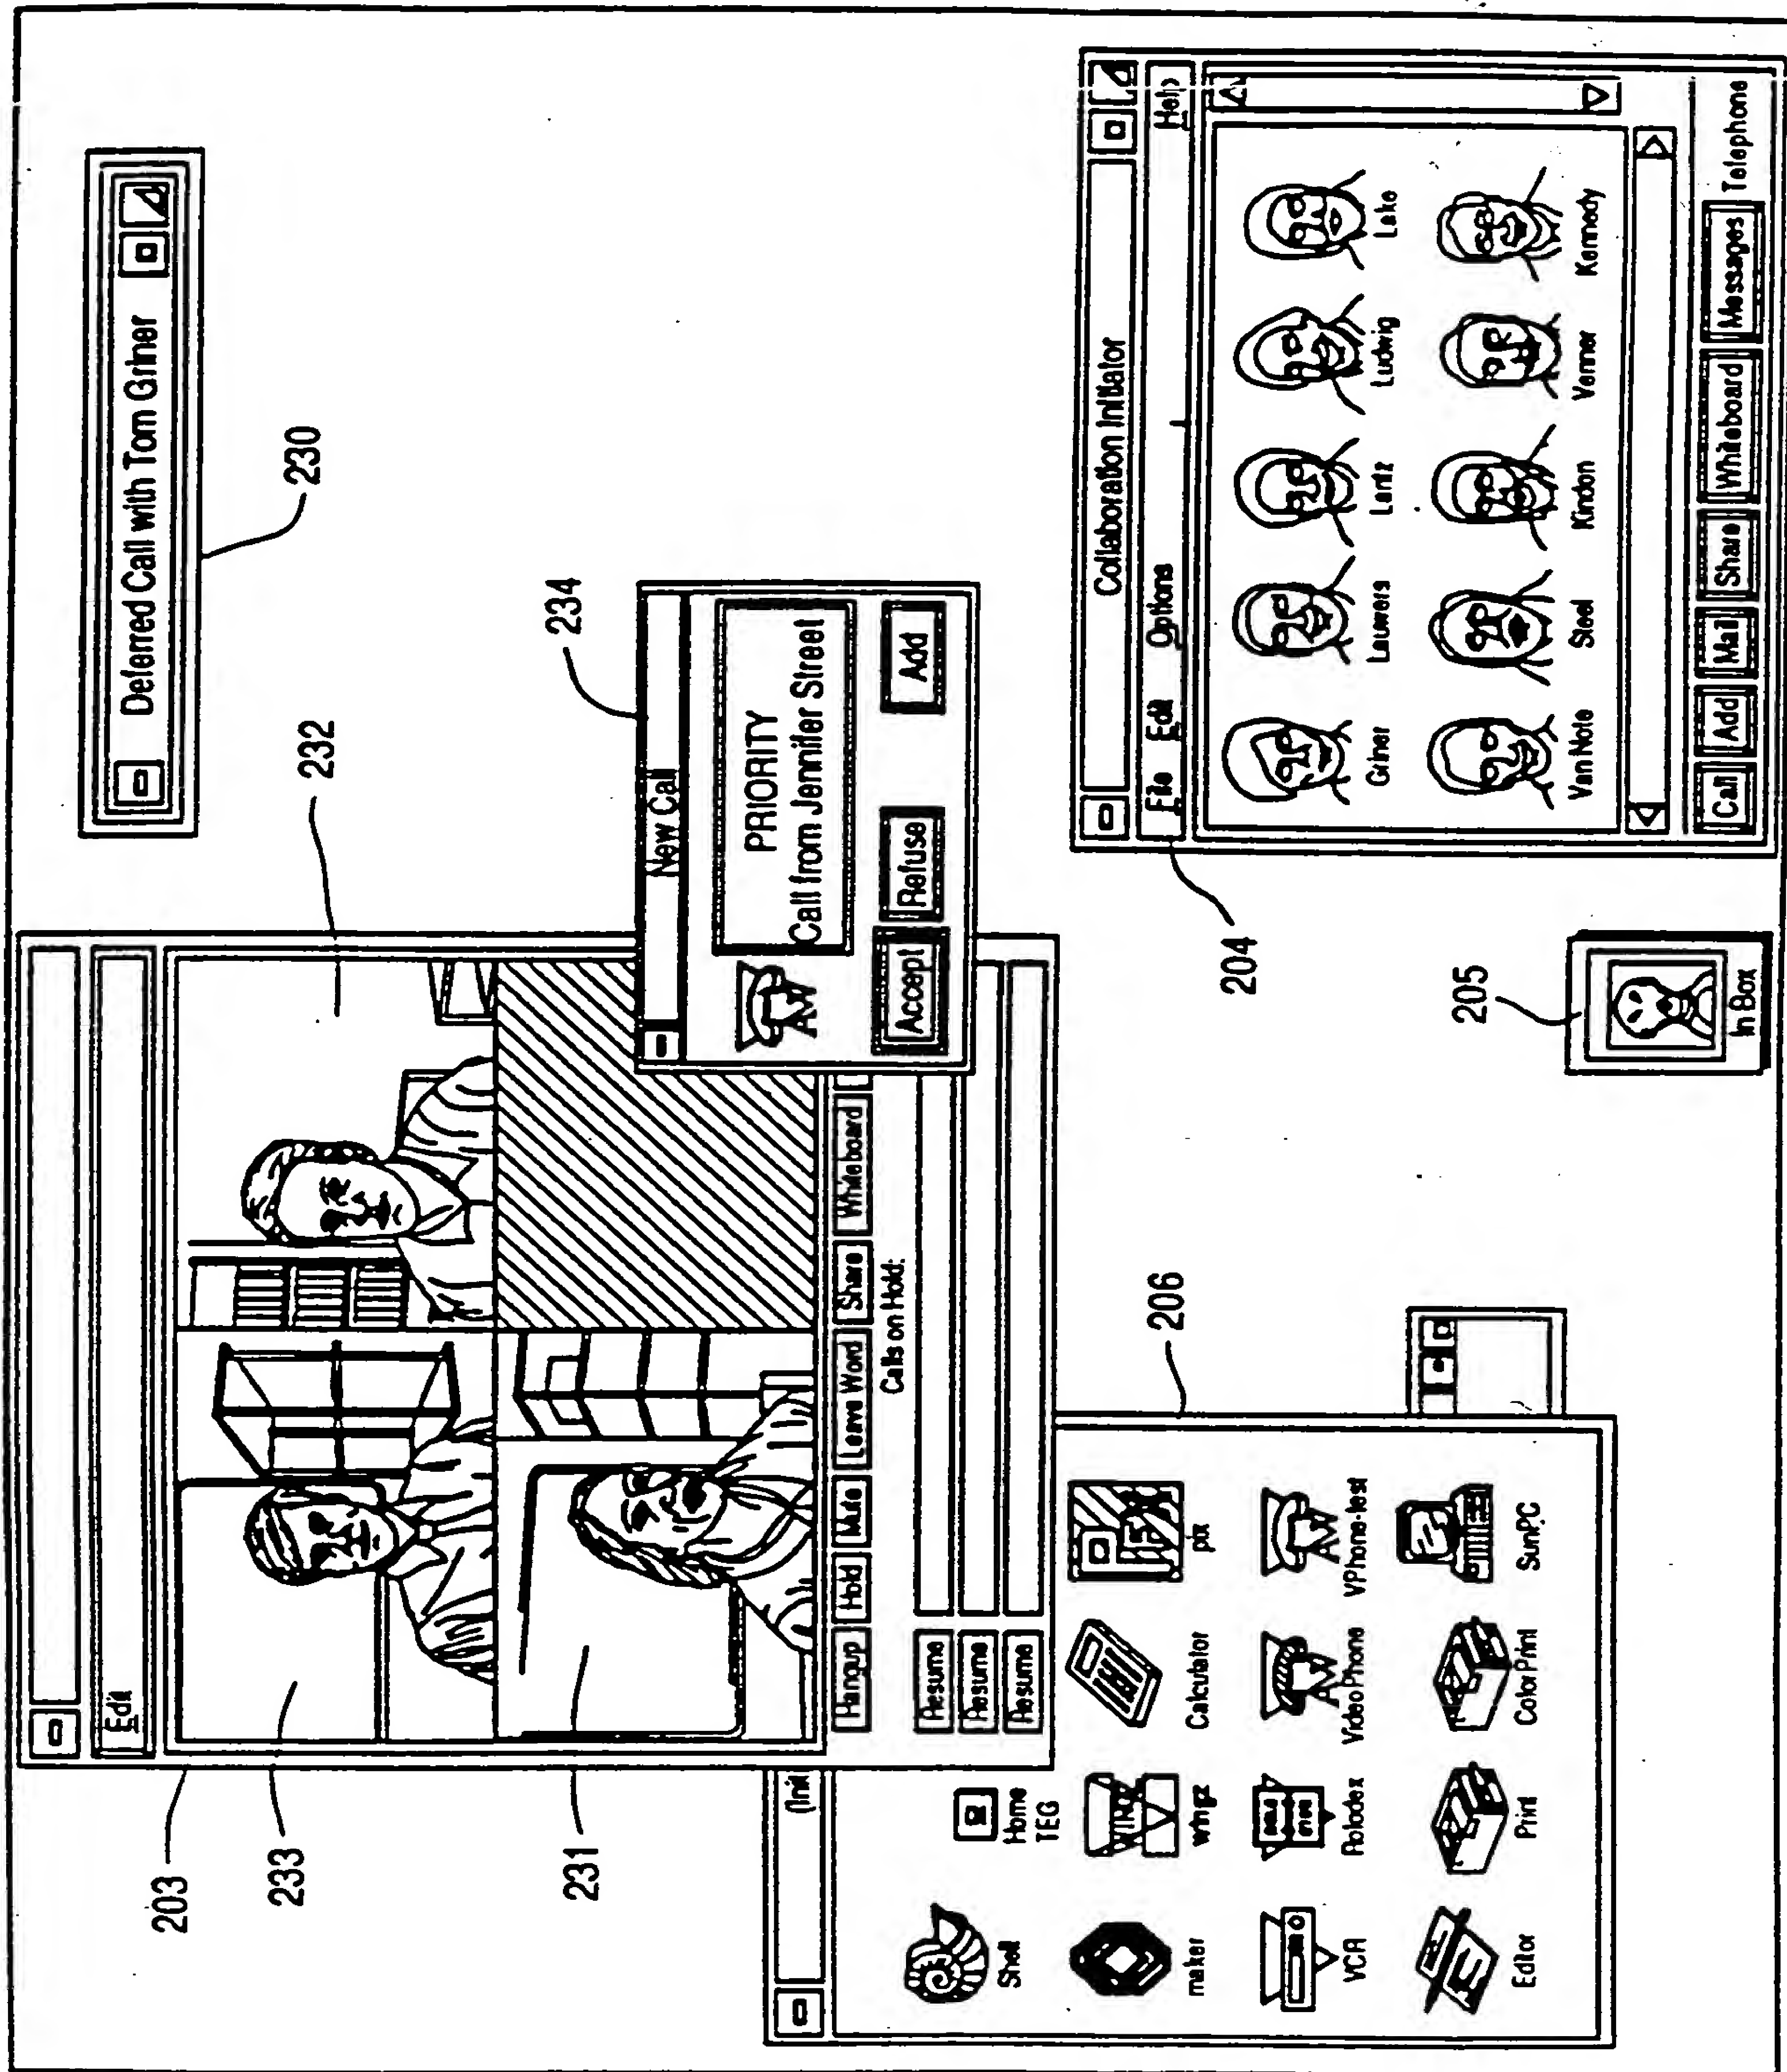 203
233
231
232
230
Deferred Call with Tom Griner
Edit
Hangup Hold Mute Leave Word Share Whiteboard
Calls on Hold:
Resume
Resume
Resume
234
New Call
PRIORITY
Call from Jennifer Street
Accept Refuse Add
(Init
206
Home
TEG
Shell
maker wingz Calculator pix
VCR Rolodex VideoPhone VPhone-test
Editor Print ColorPrint SunPC
205
In Box
204
Collaboration Initiator
File Edit Options Help
Griner Lauwers Lantz Ludwig Lake
Van Note Steel Kindon Venner Kennedy
Call Add Mail Share Whiteboard Messages Telephone